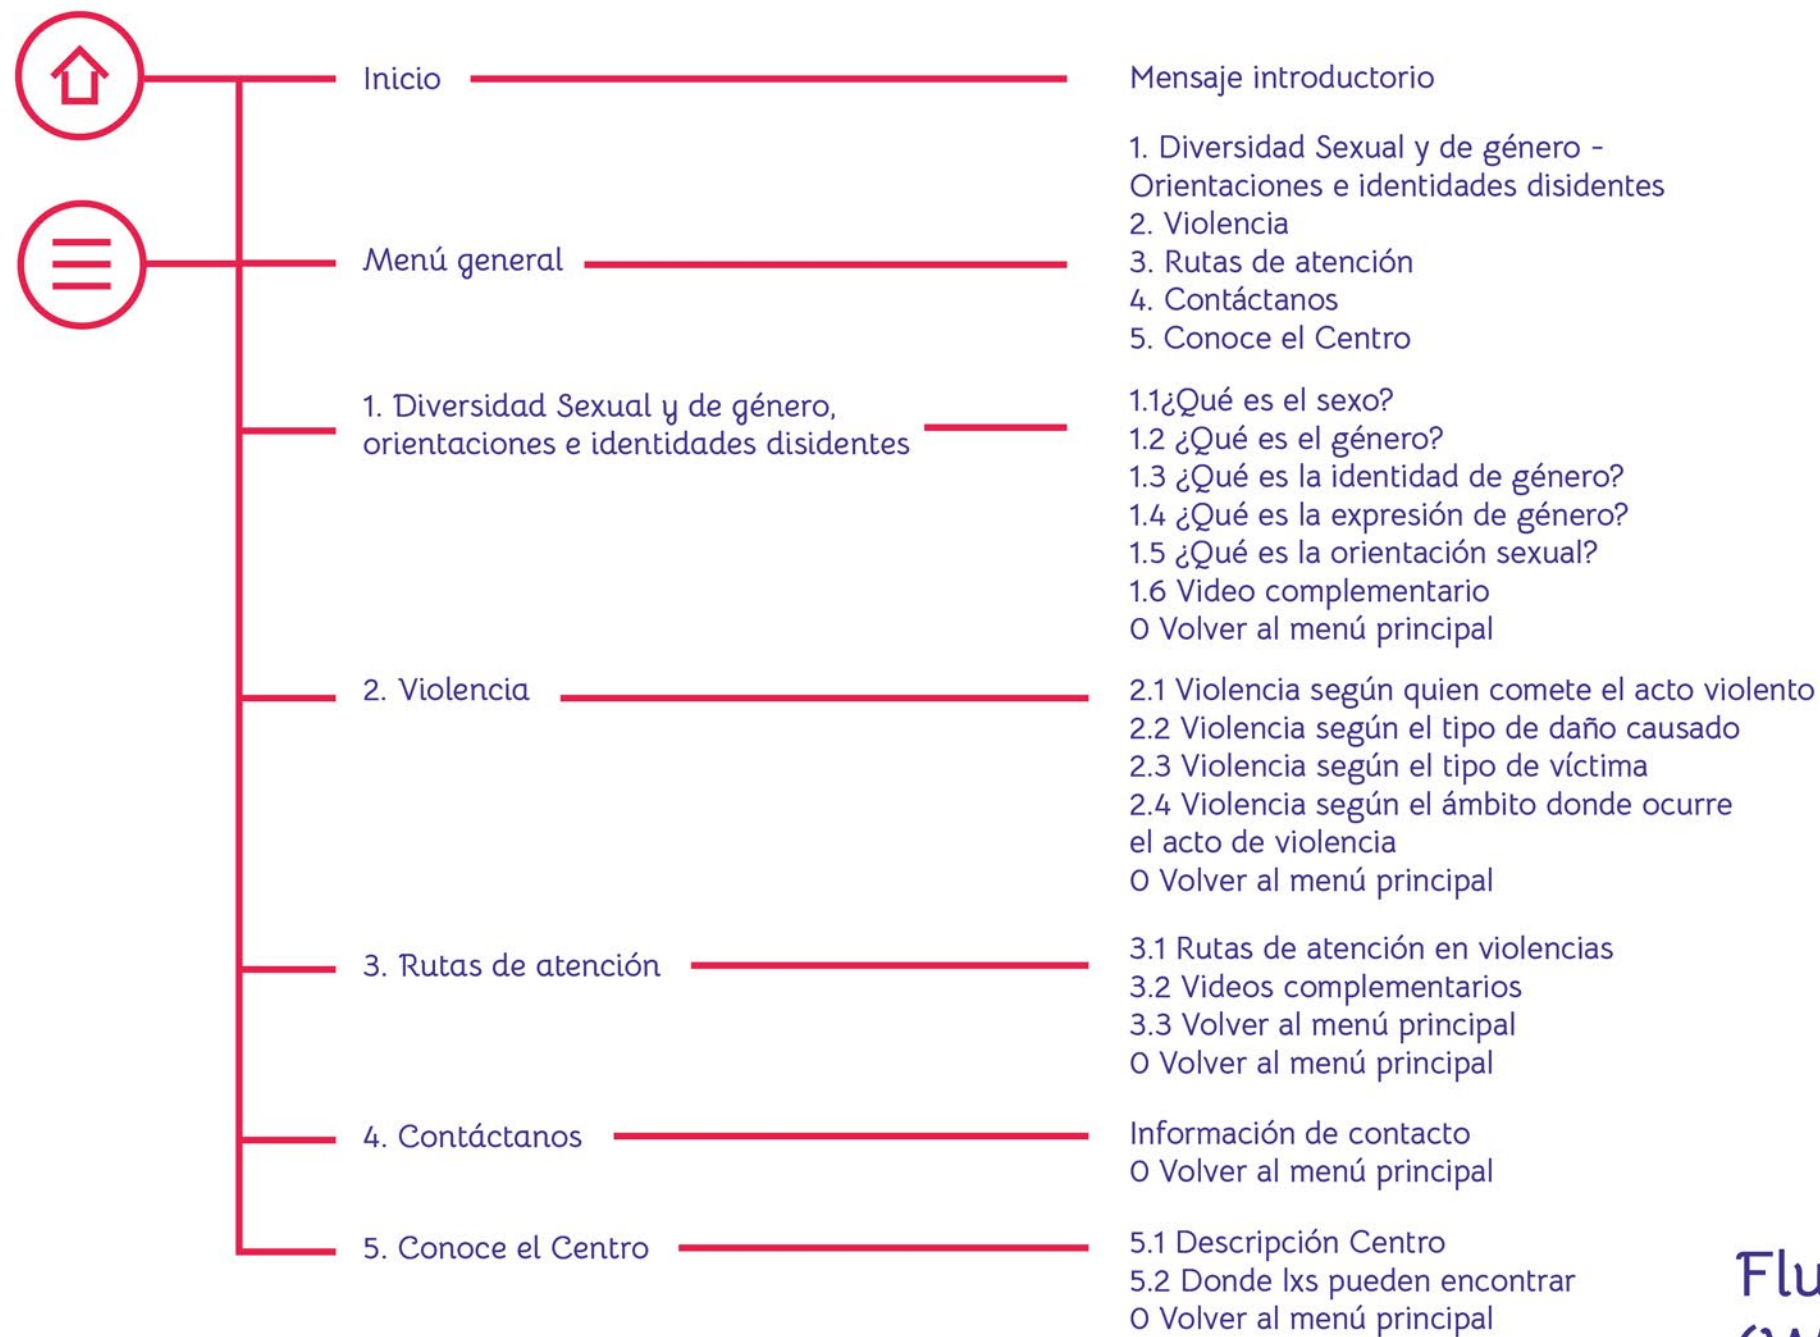 Inicio
Mensaje introductorio
Menú general
1. Diversidad Sexual y de género -
Orientaciones e identidades disidentes
2. Violencia
3. Rutas de atención
4. Contáctanos
5. Conoce el Centro
1. Diversidad Sexual y de género,
orientaciones e identidades disidentes
1.1¿Qué es el sexo?
1.2 ¿Qué es el género?
1.3 ¿Qué es la identidad de género?
1.4 ¿Qué es la expresión de género?
1.5 ¿Qué es la orientación sexual?
1.6 Video complementario
0 Volver al menú principal
2. Violencia
2.1 Violencia según quien comete el acto violento
2.2 Violencia según el tipo de daño causado
2.3 Violencia según el tipo de víctima
2.4 Violencia según el ámbito donde ocurre
el acto de violencia
0 Volver al menú principal
3. Rutas de atención
3.1 Rutas de atención en violencias
3.2 Videos complementarios
3.3 Volver al menú principal
0 Volver al menú principal
4. Contáctanos
Información de contacto
0 Volver al menú principal
5. Conoce el Centro
5.1 Descripción Centro
5.2 Donde lxs pueden encontrar
0 Volver al menú principal